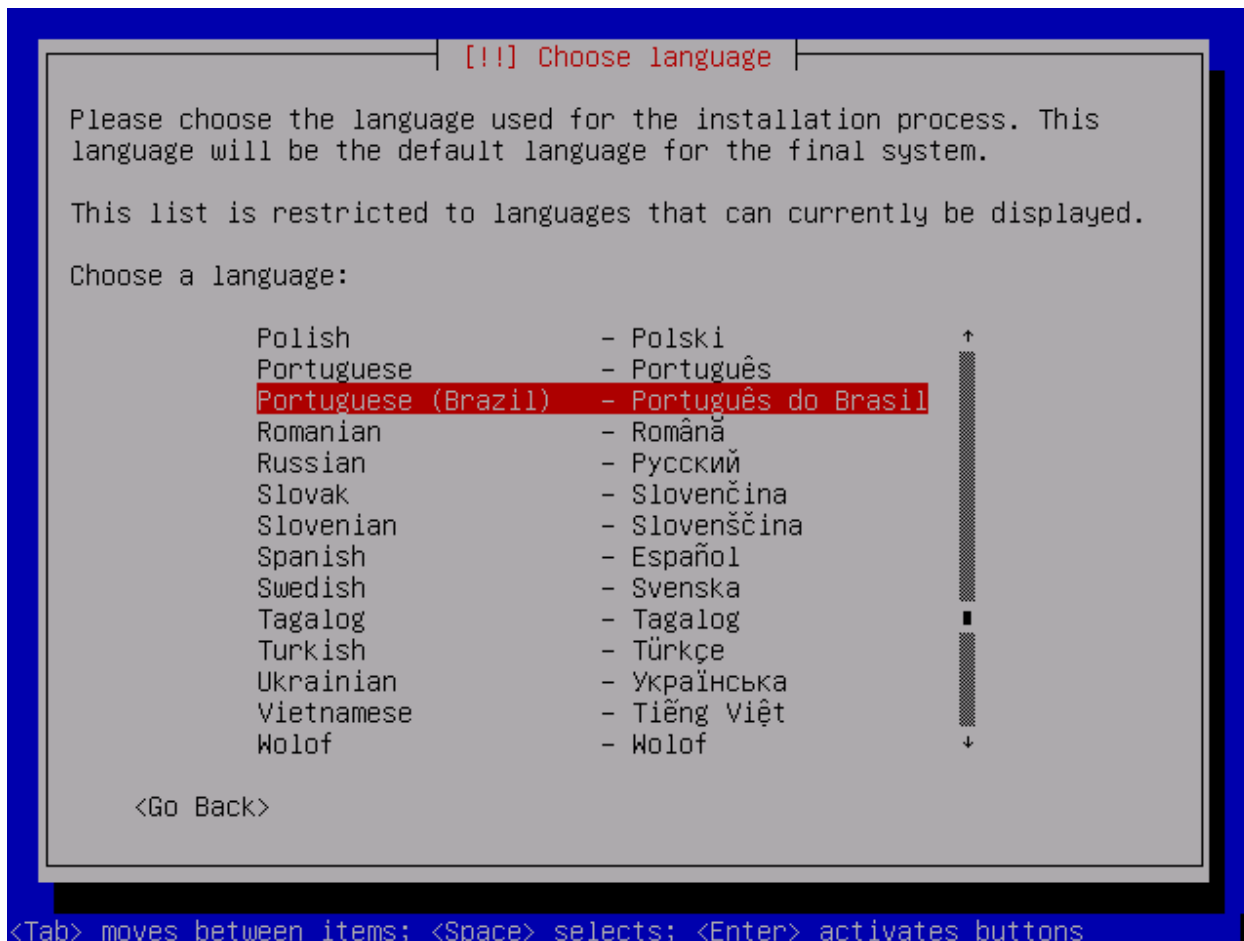 [!!] Choose language
Please choose the language used for the installation process. This
language will be the default language for the final system.
This list is restricted to languages that can currently be displayed.
Choose a language:
Polish – Polski
Portuguese – Português
Portuguese (Brazil) – Português do Brasil
Romanian – Română
Russian – Русский
Slovak – Slovenčina
Slovenian – Slovenščina
Spanish – Español
Swedish – Svenska
Tagalog – Tagalog
Turkish – Türkçe
Ukrainian – Українська
Vietnamese – Tiếng Việt
Wolof – Wolof
<Go Back>
<Tab> moves between items; <Space> selects; <Enter> activates buttons